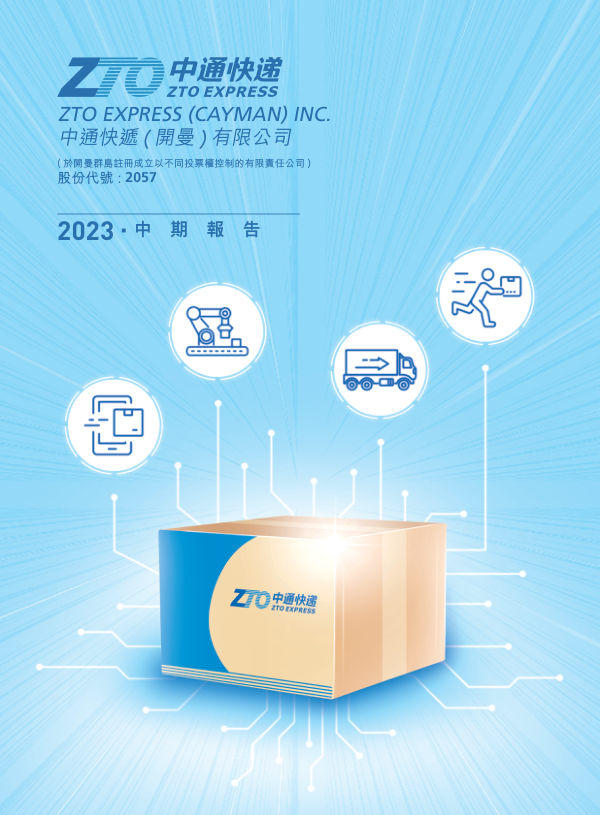 ZTO 中通快递
ZTO EXPRESS
ZTO EXPRESS (CAYMAN) INC.
中通快遞 (開曼) 有限公司
(於開曼群島註冊成立以不同投票權控制的有限責任公司)
股份代號 : 2057
2023 · 中期報告
ZTO 中通快递
ZTO EXPRESS